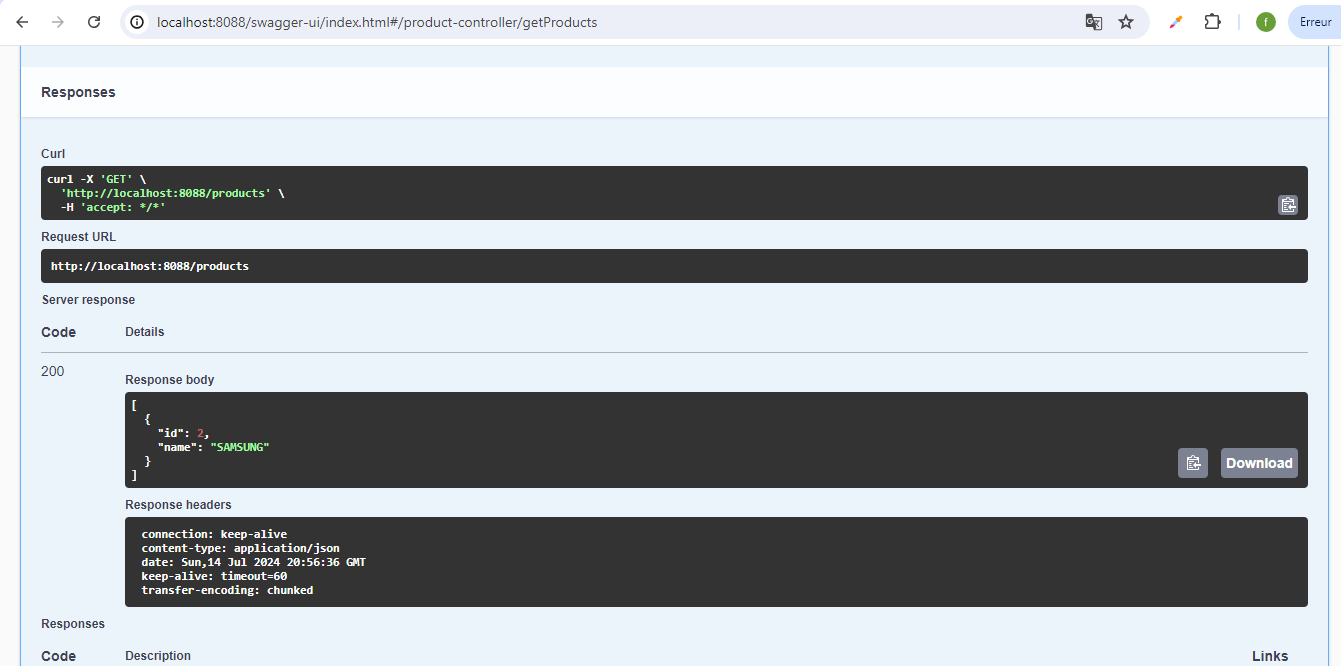 localhost:8088/swagger-ui/index.html#/product-controller/getProducts
f
Erreur
Responses
Curl
curl -X 'GET' \
  'http://localhost:8088/products' \
  -H 'accept: */*'
Request URL
http://localhost:8088/products
Server response
Code Details
200
Response body
[
  {
    "id": 2,
    "name": "SAMSUNG"
  }
]
Download
Response headers
connection: keep-alive
content-type: application/json
date: Sun,14 Jul 2024 20:56:36 GMT
keep-alive: timeout=60
transfer-encoding: chunked
Responses
Code Description Links